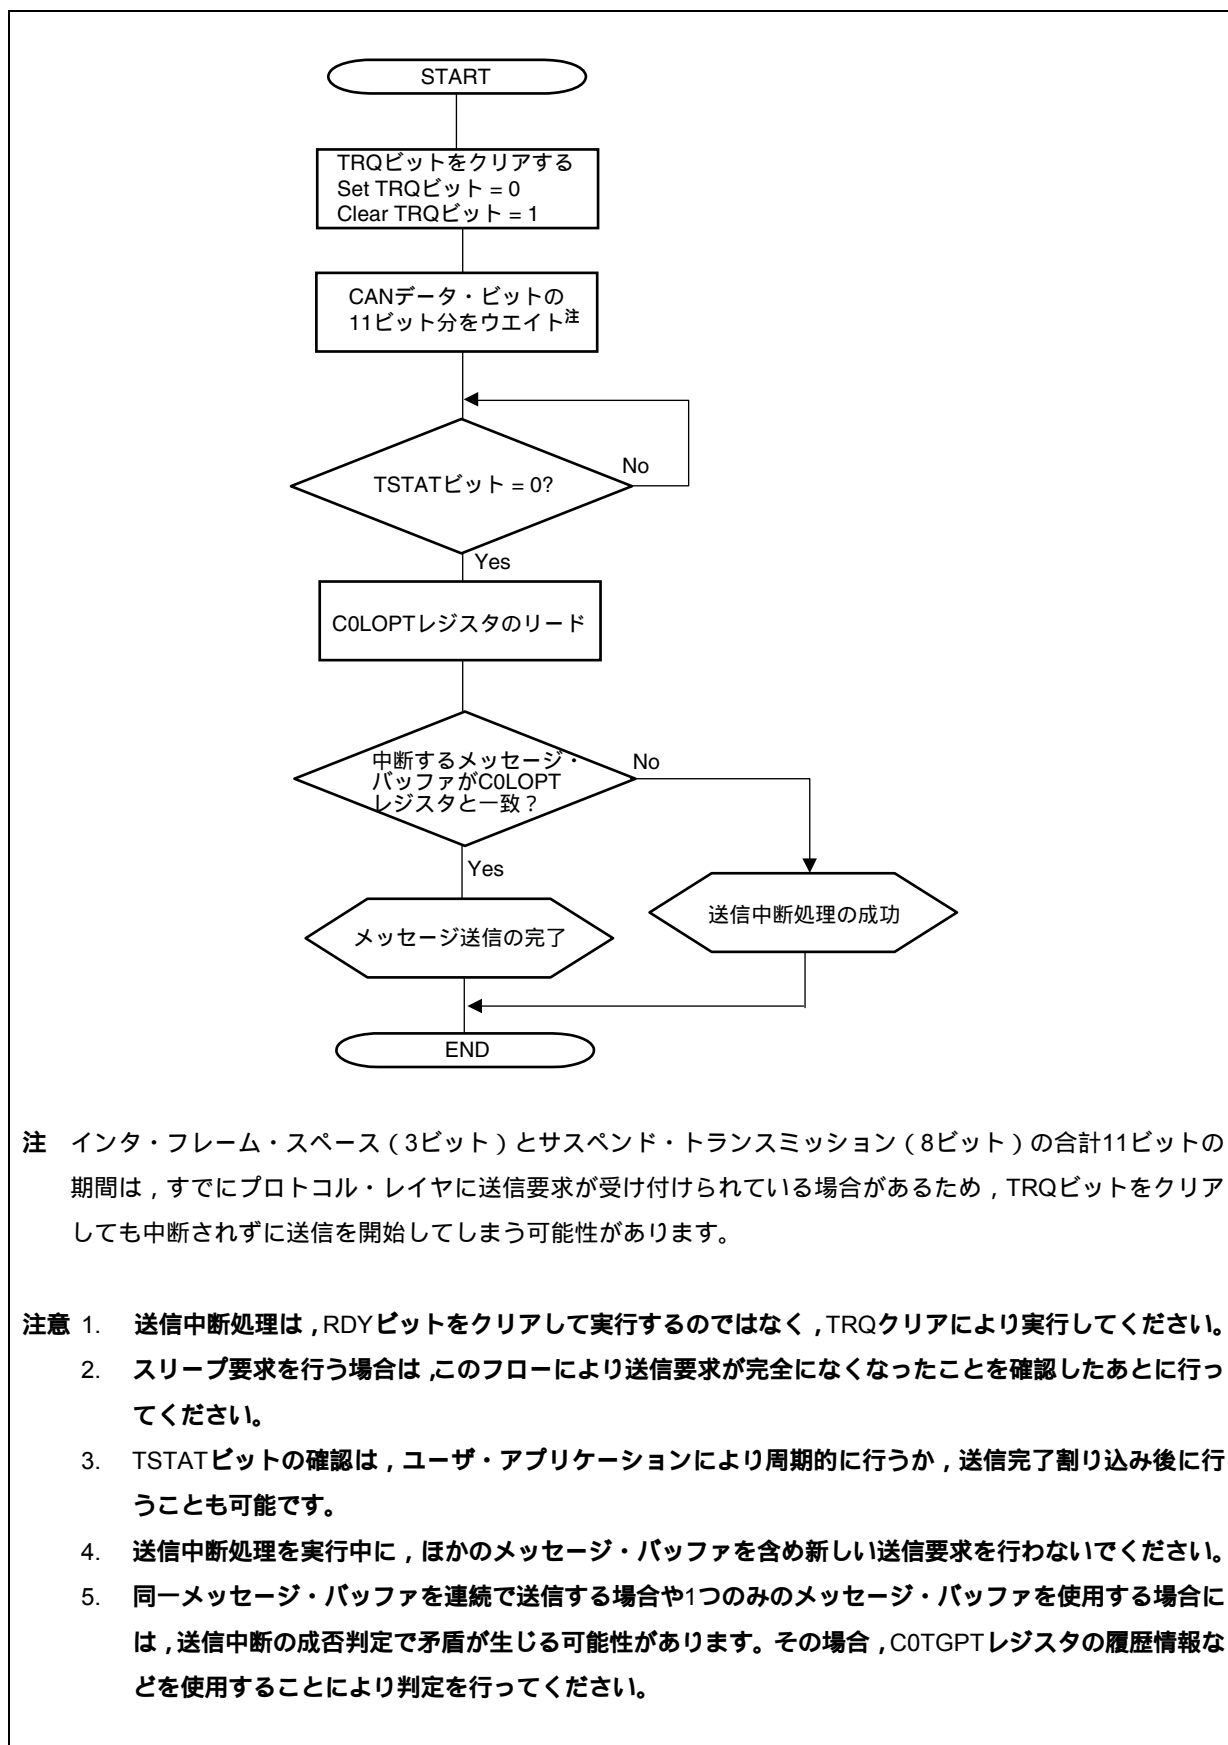 START
TRQビットをクリアする
Set TRQビット = 0
Clear TRQビット = 1
CANデータ・ビットの
11ビット分をウエイト注
TSTATビット = 0?
No
Yes
C0LOPTレジスタのリード
中断するメッセージ・
バッファがC0LOPT
レジスタと一致？
No
Yes
メッセージ送信の完了
送信中断処理の成功
END
注 インタ・フレーム・スペース（3ビット）とサスペンド・トランスミッション（8ビット）の合計11ビットの
期間は，すでにプロトコル・レイヤに送信要求が受け付けられている場合があるため，TRQビットをクリア
しても中断されずに送信を開始してしまう可能性があります。
注意 1. 送信中断処理は，RDYビットをクリアして実行するのではなく，TRQクリアにより実行してください。
2. スリープ要求を行う場合は，このフローにより送信要求が完全になくなったことを確認したあとに行っ
てください。
3. TSTATビットの確認は，ユーザ・アプリケーションにより周期的に行うか，送信完了割り込み後に行
うことも可能です。
4. 送信中断処理を実行中に，ほかのメッセージ・バッファを含め新しい送信要求を行わないでください。
5. 同一メッセージ・バッファを連続で送信する場合や1つのみのメッセージ・バッファを使用する場合に
は，送信中断の成否判定で矛盾が生じる可能性があります。その場合，C0TGPTレジスタの履歴情報な
どを使用することにより判定を行ってください。